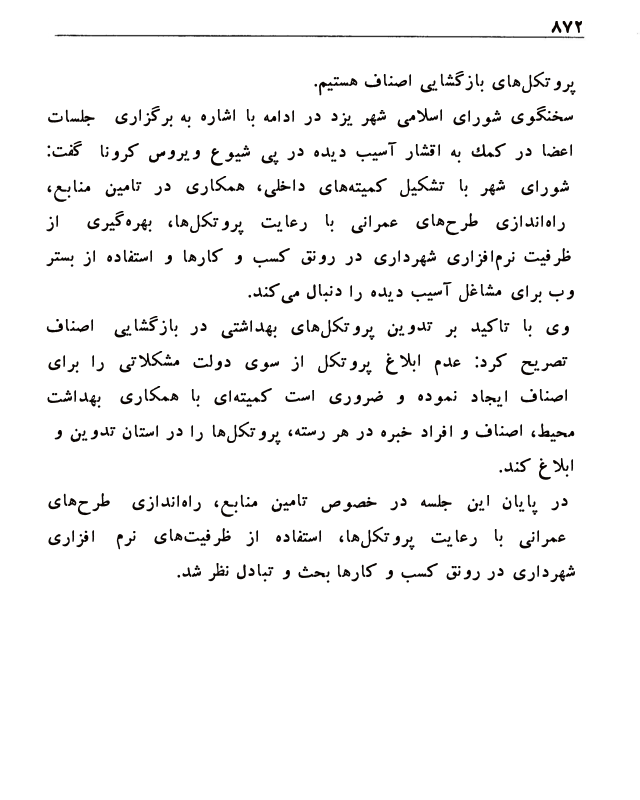 ۸۷۲
پروتکل‌های بازگشایی اصناف هستیم.
سخنگوی شورای اسلامی شهر یزد در ادامه با اشاره به برگزاری جلسات
اعضا در کمك به اقشار آسیب دیده در پی شیوع ویروس کرونا گفت:
شورای شهر با تشکیل کمیته‌های داخلی، همکاری در تامین منابع،
راه‌اندازی طرح‌های عمرانی با رعایت پروتکل‌ها، بهره‌گیری از
ظرفیت نرم‌افزاری شهرداری در رونق کسب و کارها و استفاده از بستر
وب برای مشاغل آسیب دیده را دنبال می‌کند.
وی با تاکید بر تدوین پروتکل‌های بهداشتی در بازگشایی اصناف
تصریح کرد: عدم ابلاغ پروتکل از سوی دولت مشکلاتی را برای
اصناف ایجاد نموده و ضروری است کمیته‌ای با همکاری بهداشت
محیط، اصناف و افراد خبره در هر رسته، پروتکل‌ها را در استان تدوین و
ابلاغ کند.
در پایان این جلسه در خصوص تامین منابع، راه‌اندازی طرح‌های
عمرانی با رعایت پروتکل‌ها، استفاده از ظرفیت‌های نرم افزاری
شهرداری در رونق کسب و کارها بحث و تبادل نظر شد.